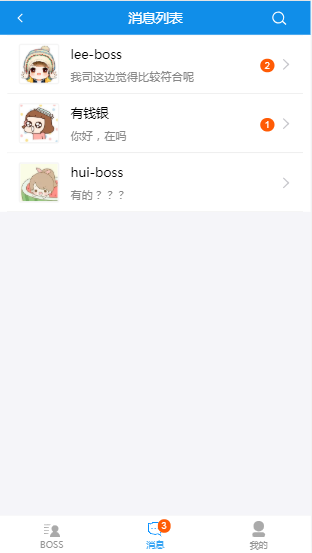 消息列表
lee-boss
我司这边觉得比较符合呢
2
有钱银
你好，在吗
1
hui-boss
有的？？？
3
BOSS
消息
我的